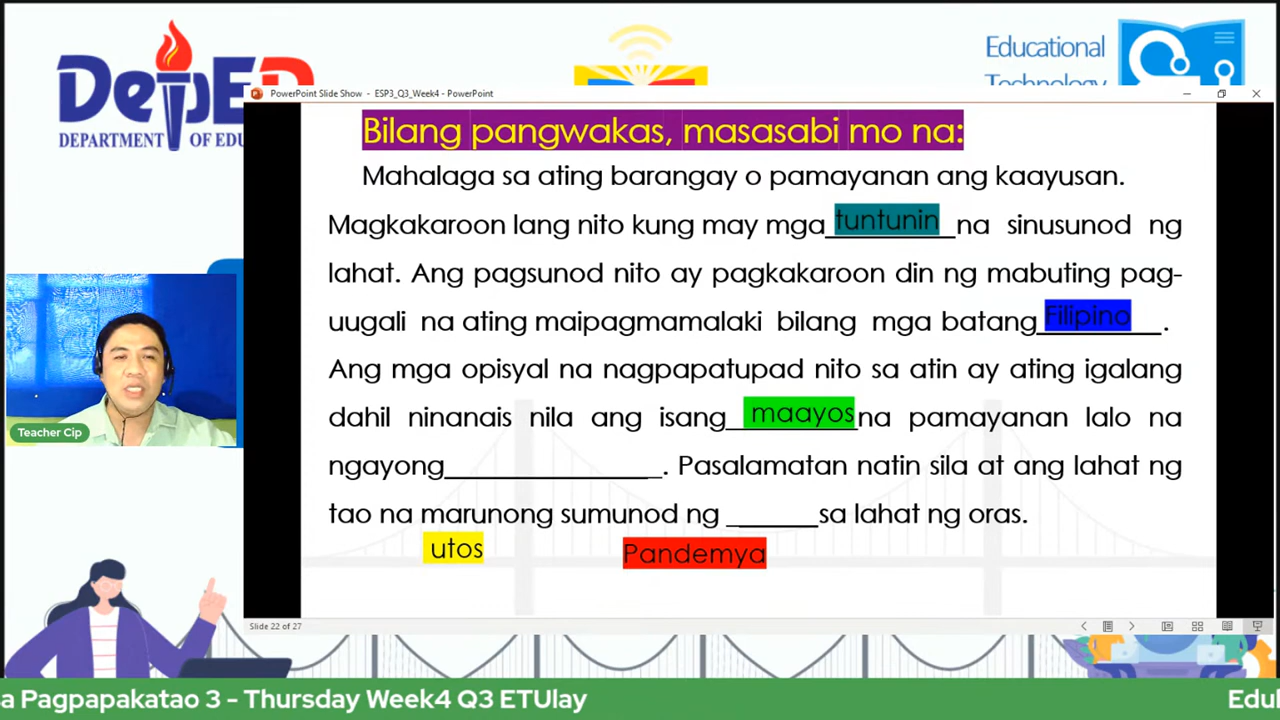 DepED
DEPARTMENT OF EDU
Educational
PowerPoint Slide Show - ESP3_Q3_Week4 - PowerPoint
Bilang pangwakas, masasabi mo na:
Mahalaga sa ating barangay o pamayanan ang kaayusan.
Magkakaroon lang nito kung may mga tuntunin na sinusunod ng
lahat. Ang pagsunod nito ay pagkakaroon din ng mabuting pag-
uugali na ating maipagmamalaki bilang mga batang Filipino.
Ang mga opisyal na nagpapatupad nito sa atin ay ating igalang
dahil ninanais nila ang isang maayos na pamayanan lalo na
ngayong_______________. Pasalamatan natin sila at ang lahat ng
tao na marunong sumunod ng ______sa lahat ng oras.
utos Pandemya
Teacher Cip
Slide 22 of 27
sa Pagpapakatao 3 - Thursday Week4 Q3 ETUlay